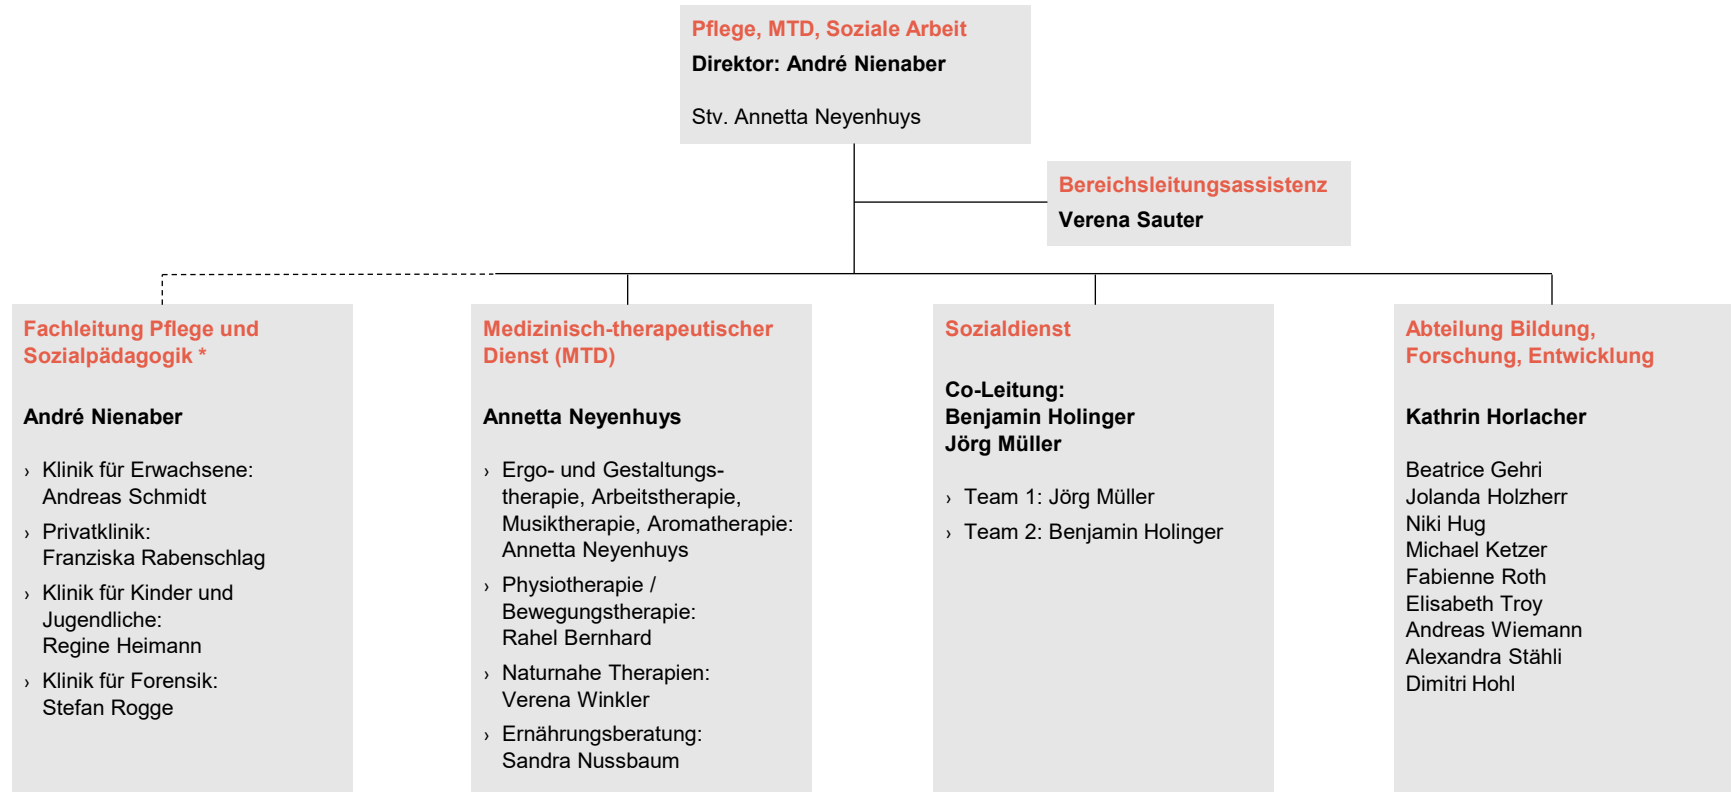 Pflege, MTD, Soziale Arbeit
Direktor: André Nienaber
Stv. Annetta Neyenhuys
Bereichsleitungsassistenz
Verena Sauter
Fachleitung Pflege und
Sozialpädagogik *
André Nienaber
› Klinik für Erwachsene:
Andreas Schmidt
› Privatklinik:
Franziska Rabenschlag
› Klinik für Kinder und
Jugendliche:
Regine Heimann
› Klinik für Forensik:
Stefan Rogge
Medizinisch-therapeutischer
Dienst (MTD)
Annetta Neyenhuys
› Ergo- und Gestaltungs-
therapie, Arbeitstherapie,
Musiktherapie, Aromatherapie:
Annetta Neyenhuys
› Physiotherapie /
Bewegungstherapie:
Rahel Bernhard
› Naturnahe Therapien:
Verena Winkler
› Ernährungsberatung:
Sandra Nussbaum
Sozialdienst
Co-Leitung:
Benjamin Holinger
Jörg Müller
› Team 1: Jörg Müller
› Team 2: Benjamin Holinger
Abteilung Bildung,
Forschung, Entwicklung
Kathrin Horlacher
Beatrice Gehri
Jolanda Holzherr
Niki Hug
Michael Ketzer
Fabienne Roth
Elisabeth Troy
Andreas Wiemann
Alexandra Stähli
Dimitri Hohl